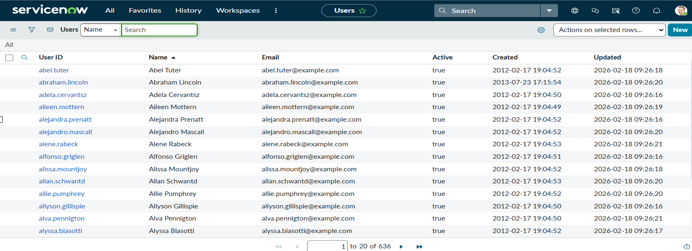 servicenow All Favorites History Workspaces Users Search
Users Name Search Actions on selected rows... New
All
User ID Name Email Active Created Updated
abel.tuter Abel Tuter abel.tuter@example.com true 2012-02-17 19:04:52 2026-02-18 09:26:18
abraham.lincoln Abraham Lincoln abraham.lincoln@example.com true 2013-07-23 17:15:54 2026-02-18 09:26:20
adela.cervantsz Adela Cervantsz adela.cervantsz@example.com true 2012-02-17 19:04:50 2026-02-18 09:26:16
aileen.mottern Aileen Mottern aileen.mottern@example.com true 2012-02-17 19:04:49 2026-02-18 09:26:19
alejandra.prenatt Alejandra Prenatt alejandra.prenatt@example.com true 2012-02-17 19:04:52 2026-02-18 09:26:16
alejandro.mascall Alejandro Mascall alejandro.mascall@example.com true 2012-02-17 19:04:52 2026-02-18 09:26:20
alene.rabeck Alene Rabeck alene.rabeck@example.com true 2012-02-17 19:04:53 2026-02-18 09:26:21
alfonso.griglen Alfonso Griglen alfonso.griglen@example.com true 2012-02-17 19:04:51 2026-02-18 09:26:16
alissa.mountjoy Alissa Mountjoy alissa.mountjoy@example.com true 2012-02-17 19:04:52 2026-02-18 09:26:18
allan.schwantd Allan Schwantd allan.schwantd@example.com true 2012-02-17 19:04:53 2026-02-18 09:26:20
allie.pumphrey Allie Pumphrey allie.pumphrey@example.com true 2012-02-17 19:04:52 2026-02-18 09:26:20
allyson.gillispie Allyson Gillispie allyson.gillispie@example.com true 2012-02-17 19:04:50 2026-02-18 09:26:16
alva.pennigton Alva Pennigton alva.pennigton@example.com true 2012-02-17 19:04:50 2026-02-18 09:26:21
alyssa.biasotti Alyssa Biasotti alyssa.biasotti@example.com true 2012-02-17 19:04:52 2026-02-18 09:26:17
1 to 20 of 636